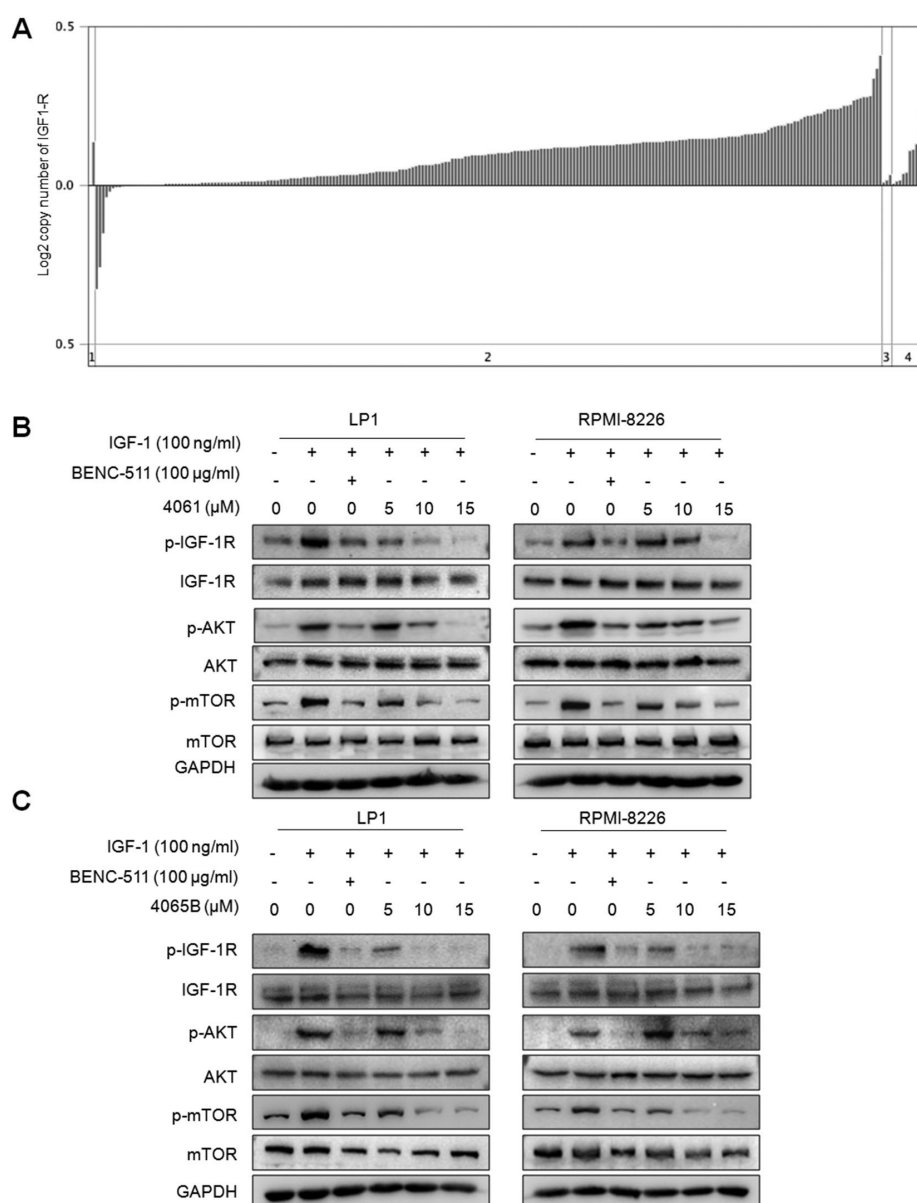 A
0.5
Log2 copy number of IGF1-R
0.0
0.5
1 2 3 4
B
LP1 RPMI-8226
IGF-1 (100 ng/ml) - + + + + + - + + + + +
BENC-511 (100 µg/ml) - - + - - - - - + - - -
4061 (µM) 0 0 0 5 10 15 0 0 0 5 10 15
p-IGF-1R
IGF-1R
p-AKT
AKT
p-mTOR
mTOR
GAPDH
C
LP1 RPMI-8226
IGF-1 (100 ng/ml) - + + + + + - + + + + +
BENC-511 (100 µg/ml) - - + - - - - - + - - -
4065B (µM) 0 0 0 5 10 15 0 0 0 5 10 15
p-IGF-1R
IGF-1R
p-AKT
AKT
p-mTOR
mTOR
GAPDH